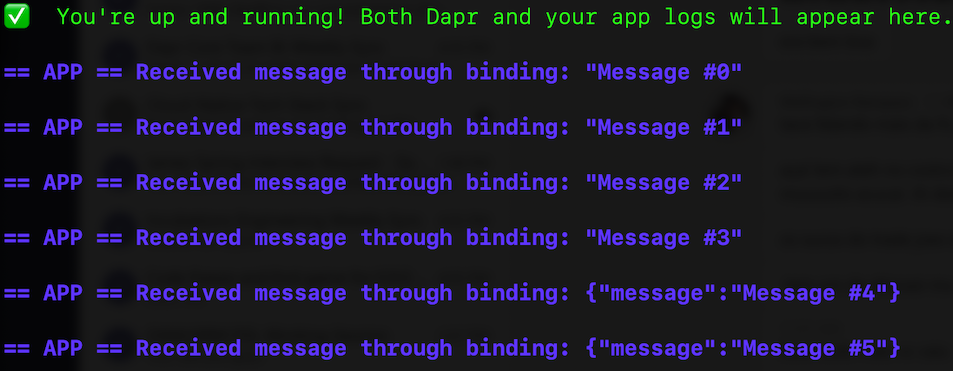 ✅ You're up and running! Both Dapr and your app logs will appear here.
== APP == Received message through binding: "Message #0"
== APP == Received message through binding: "Message #1"
== APP == Received message through binding: "Message #2"
== APP == Received message through binding: "Message #3"
== APP == Received message through binding: {"message":"Message #4"}
== APP == Received message through binding: {"message":"Message #5"}